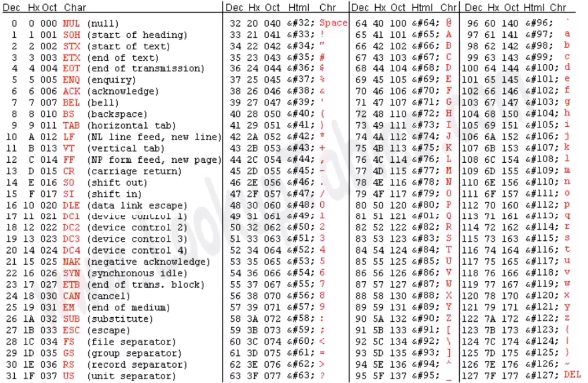 Dec Hx Oct Char Dec Hx Oct Html Chr Dec Hx Oct Html Chr Dec Hx Oct Html Chr
0 0 000 NUL (null) 32 20 040 &#32; Space 64 40 100 &#64; @ 96 60 140 &#96; `
1 1 001 SOH (start of heading) 33 21 041 &#33; ! 65 41 101 &#65; A 97 61 141 &#97; a
2 2 002 STX (start of text) 34 22 042 &#34; " 66 42 102 &#66; B 98 62 142 &#98; b
3 3 003 ETX (end of text) 35 23 043 &#35; # 67 43 103 &#67; C 99 63 143 &#99; c
4 4 004 EOT (end of transmission) 36 24 044 &#36; $ 68 44 104 &#68; D 100 64 144 &#100; d
5 5 005 ENQ (enquiry) 37 25 045 &#37; % 69 45 105 &#69; E 101 65 145 &#101; e
6 6 006 ACK (acknowledge) 38 26 046 &#38; & 70 46 106 &#70; F 102 66 146 &#102; f
7 7 007 BEL (bell) 39 27 047 &#39; ' 71 47 107 &#71; G 103 67 147 &#103; g
8 8 010 BS (backspace) 40 28 050 &#40; ( 72 48 110 &#72; H 104 68 150 &#104; h
9 9 011 TAB (horizontal tab) 41 29 051 &#41; ) 73 49 111 &#73; I 105 69 151 &#105; i
10 A 012 LF (NL line feed, new line) 42 2A 052 &#42; * 74 4A 112 &#74; J 106 6A 152 &#106; j
11 B 013 VT (vertical tab) 43 2B 053 &#43; + 75 4B 113 &#75; K 107 6B 153 &#107; k
12 C 014 FF (NP form feed, new page) 44 2C 054 &#44; , 76 4C 114 &#76; L 108 6C 154 &#108; l
13 D 015 CR (carriage return) 45 2D 055 &#45; - 77 4D 115 &#77; M 109 6D 155 &#109; m
14 E 016 SO (shift out) 46 2E 056 &#46; . 78 4E 116 &#78; N 110 6E 156 &#110; n
15 F 017 SI (shift in) 47 2F 057 &#47; / 79 4F 117 &#79; O 111 6F 157 &#111; o
16 10 020 DLE (data link escape) 48 30 060 &#48; 0 80 50 120 &#80; P 112 70 160 &#112; p
17 11 021 DC1 (device control 1) 49 31 061 &#49; 1 81 51 121 &#81; Q 113 71 161 &#113; q
18 12 022 DC2 (device control 2) 50 32 062 &#50; 2 82 52 122 &#82; R 114 72 162 &#114; r
19 13 023 DC3 (device control 3) 51 33 063 &#51; 3 83 53 123 &#83; S 115 73 163 &#115; s
20 14 024 DC4 (device control 4) 52 34 064 &#52; 4 84 54 124 &#84; T 116 74 164 &#116; t
21 15 025 NAK (negative acknowledge) 53 35 065 &#53; 5 85 55 125 &#85; U 117 75 165 &#117; u
22 16 026 SYN (synchronous idle) 54 36 066 &#54; 6 86 56 126 &#86; V 118 76 166 &#118; v
23 17 027 ETB (end of trans. block) 55 37 067 &#55; 7 87 57 127 &#87; W 119 77 167 &#119; w
24 18 030 CAN (cancel) 56 38 070 &#56; 8 88 58 130 &#88; X 120 78 170 &#120; x
25 19 031 EM (end of medium) 57 39 071 &#57; 9 89 59 131 &#89; Y 121 79 171 &#121; y
26 1A 032 SUB (substitute) 58 3A 072 &#58; : 90 5A 132 &#90; Z 122 7A 172 &#122; z
27 1B 033 ESC (escape) 59 3B 073 &#59; ; 91 5B 133 &#91; [ 123 7B 173 &#123; {
28 1C 034 FS (file separator) 60 3C 074 &#60; < 92 5C 134 &#92; \ 124 7C 174 &#124; |
29 1D 035 GS (group separator) 61 3D 075 &#61; = 93 5D 135 &#93; ] 125 7D 175 &#125; }
30 1E 036 RS (record separator) 62 3E 076 &#62; > 94 5E 136 &#94; ^ 126 7E 176 &#126; ~
31 1F 037 US (unit separator) 63 3F 077 &#63; ? 95 5F 137 &#95; _ 127 7F 177 &#127; DEL